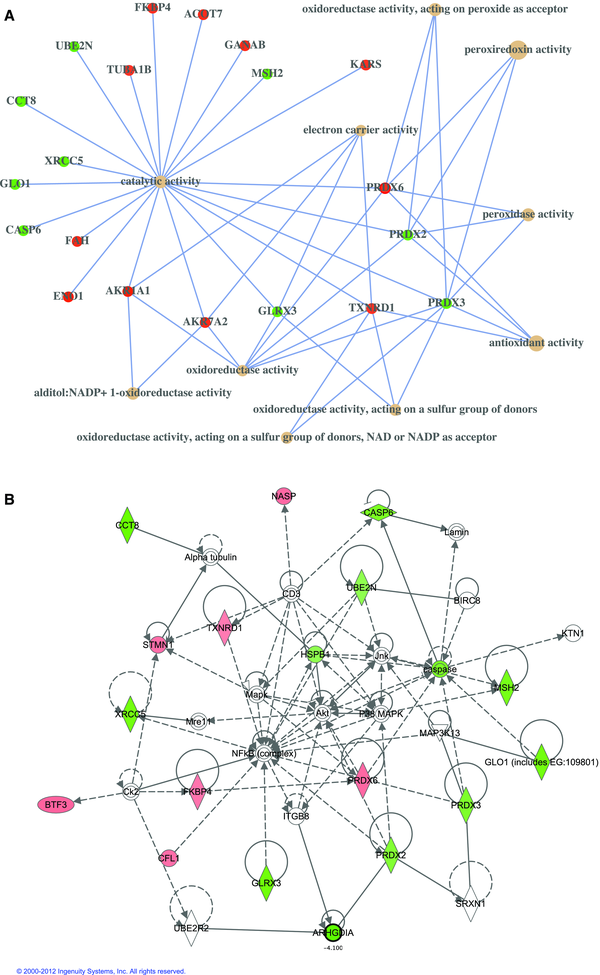 A
FKBP4
ACOT7
oxidoreductase activity, acting on peroxide as acceptor
UBE2N
GANAB
peroxiredoxin activity
TUBA1B
MSH2
KARS
CCT8
electron carrier activity
XRCC5
GLO1
catalytic activity
PRDX6
peroxidase activity
CASP6
FAH
PRDX2
ENO1
AKR1A1
GLRX3
TXNRD1
PRDX3
AKR7A2
antioxidant activity
oxidoreductase activity
alditol:NADP+ 1-oxidoreductase activity
oxidoreductase activity, acting on a sulfur group of donors
oxidoreductase activity, acting on a sulfur group of donors, NAD or NADP as acceptor
B
NASP
CASP6
CCT8
Lamin
Alpha tubulin
CD3
UBE2N
BIRC8
TXNRD1
KTN1
STMN1
HSPB1
Jnk
caspase
Mapk
MSH2
XRCC5
Mre11
Akt
P38 MAPK
MAP3K13
NFkB (complex)
GLO1 (includes EG:109801)
Ck2
FKBP4
PRDX6
BTF3
ITGB8
PRDX3
CFL1
PRDX2
GLRX3
SRXN1
UBE2R2
ARHGDIA
-4.100
© 2000-2012 Ingenuity Systems, Inc. All rights reserved.